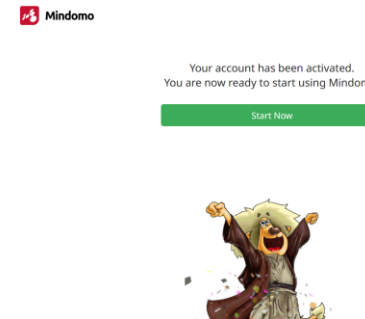 Mindomo
Your account has been activated.
You are now ready to start using
Start Now